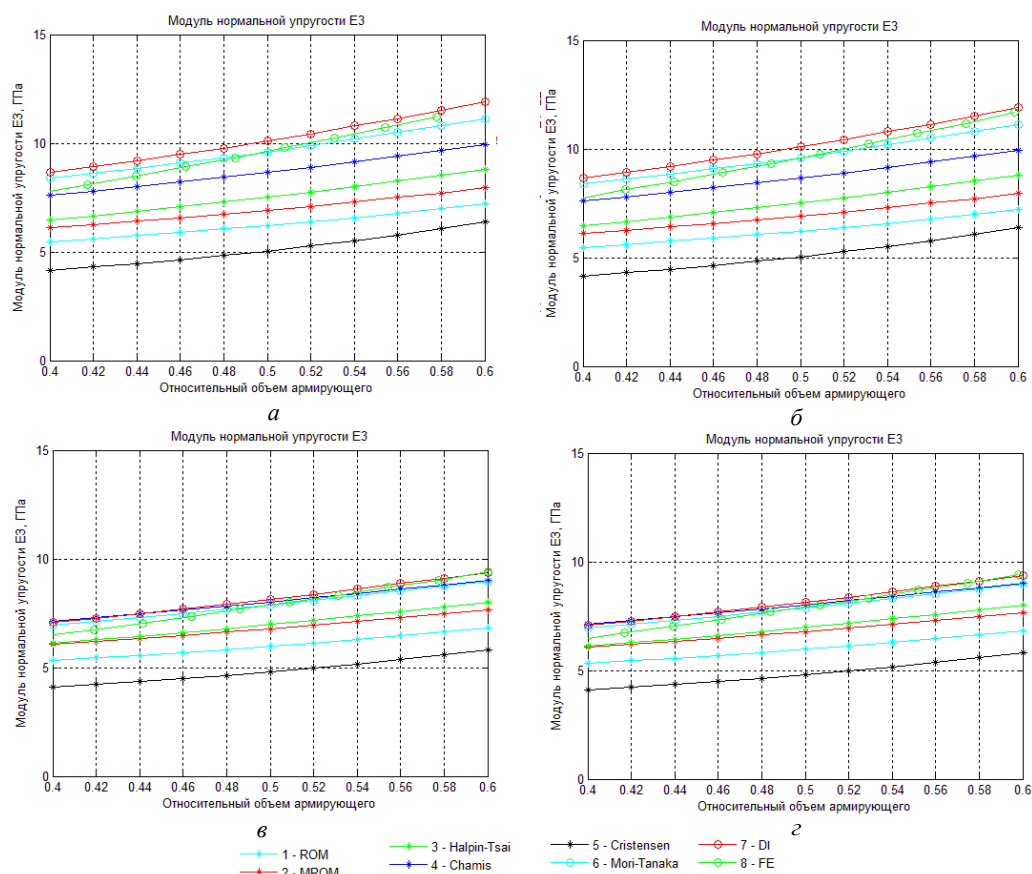 Модуль нормальной упругости E3
15
10
5
0
Модуль нормальной упругости E3, ГПа
0.4 0.42 0.44 0.46 0.48 0.5 0.52 0.54 0.56 0.58 0.6
Относительный объем армирующего
а
Модуль нормальной упругости E3
15
10
5
0
Модуль нормальной упругости E3, ГПа
0.4 0.42 0.44 0.46 0.48 0.5 0.52 0.54 0.56 0.58 0.6
Относительный объем армирующего
б
Модуль нормальной упругости E3
15
10
5
0
Модуль нормальной упругости E3, ГПа
0.4 0.42 0.44 0.46 0.48 0.5 0.52 0.54 0.56 0.58 0.6
Относительный объем армирующего
в
Модуль нормальной упругости E3
15
10
5
0
Модуль нормальной упругости E3, ГПа
0.4 0.42 0.44 0.46 0.48 0.5 0.52 0.54 0.56 0.58 0.6
Относительный объем армирующего
г
1 - ROM
2 - MROM
3 - Halpin-Tsai
4 - Chamis
5 - Cristensen
6 - Mori-Tanaka
7 - DI
8 - FE